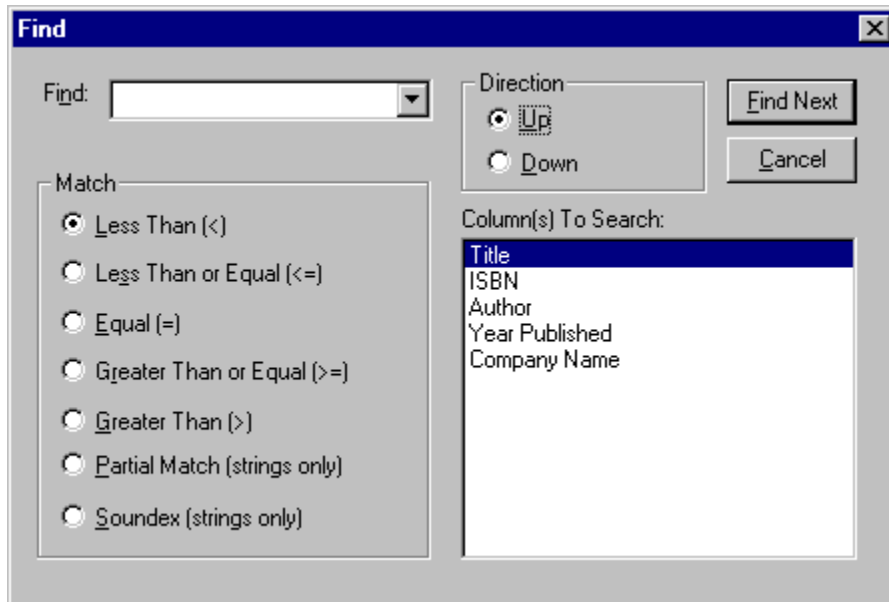 Find
Find:
Direction
Up
Down
Find Next
Cancel
Match
Less Than (<)
Less Than or Equal (<=)
Equal (=)
Greater Than or Equal (>=)
Greater Than (>)
Partial Match (strings only)
Soundex (strings only)
Column(s) To Search:
Title
ISBN
Author
Year Published
Company Name